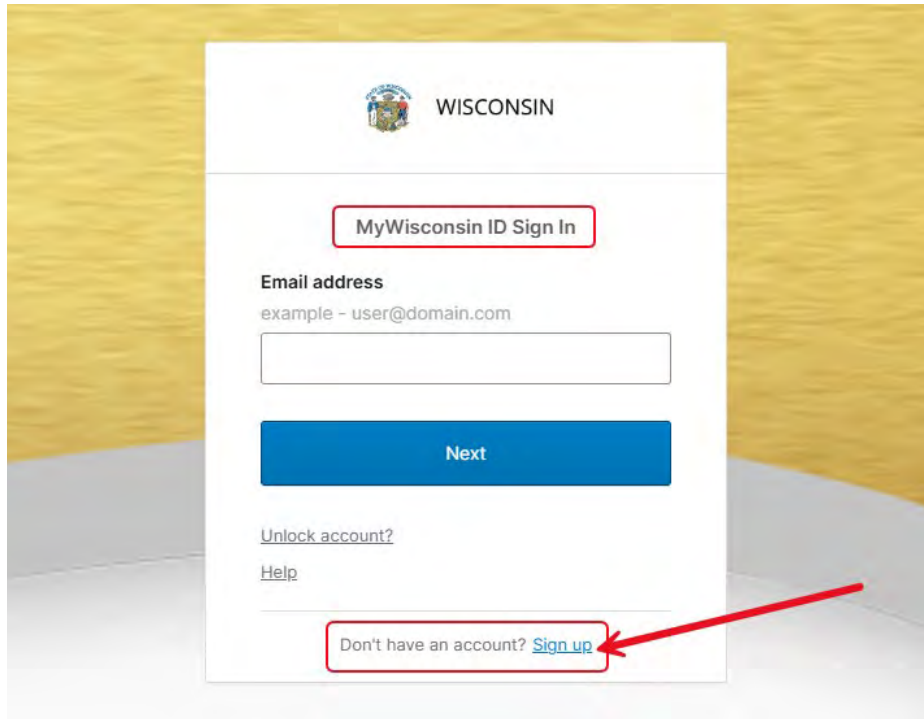 WISCONSIN
MyWisconsin ID Sign In
Email address
example - user@domain.com
Next
Unlock account?
Help
Don't have an account? Sign up